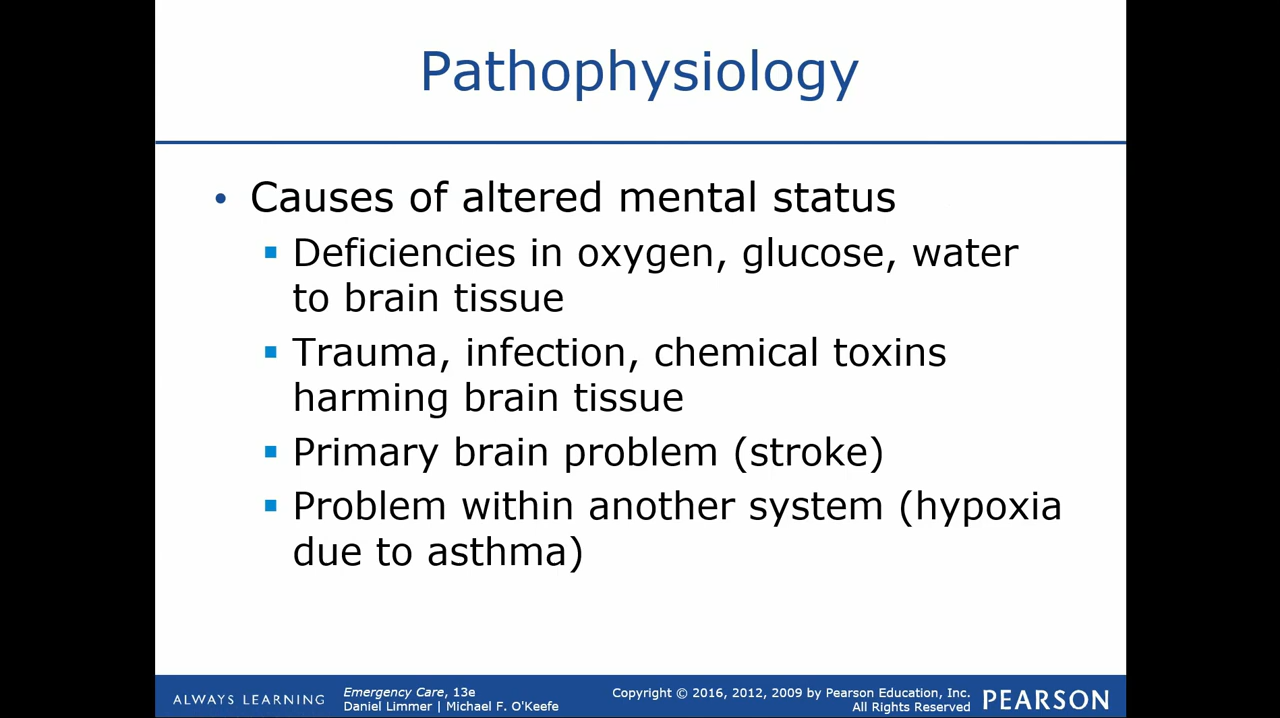 Pathophysiology
• Causes of altered mental status
▪ Deficiencies in oxygen, glucose, water
to brain tissue
▪ Trauma, infection, chemical toxins
harming brain tissue
▪ Primary brain problem (stroke)
▪ Problem within another system (hypoxia
due to asthma)
ALWAYS LEARNING
Emergency Care, 13e
Daniel Limmer | Michael F. O'Keefe
Copyright © 2016, 2012, 2009 by Pearson Education, Inc.
All Rights Reserved
PEARSON